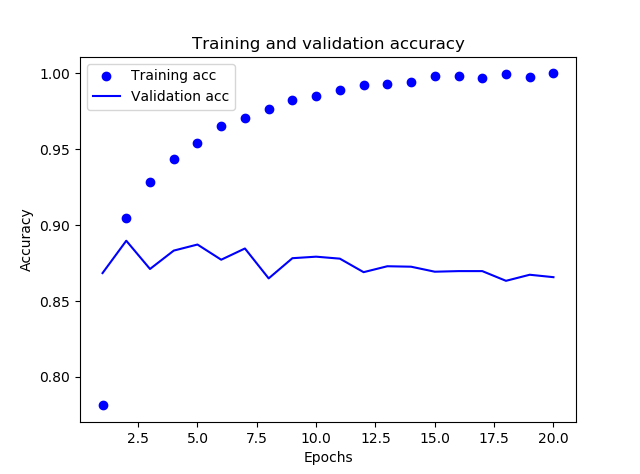 Training and validation accuracy
Training acc
Validation acc
1.00
0.95
0.90
0.85
0.80
Accuracy
2.5 5.0 7.5 10.0 12.5 15.0 17.5 20.0
Epochs